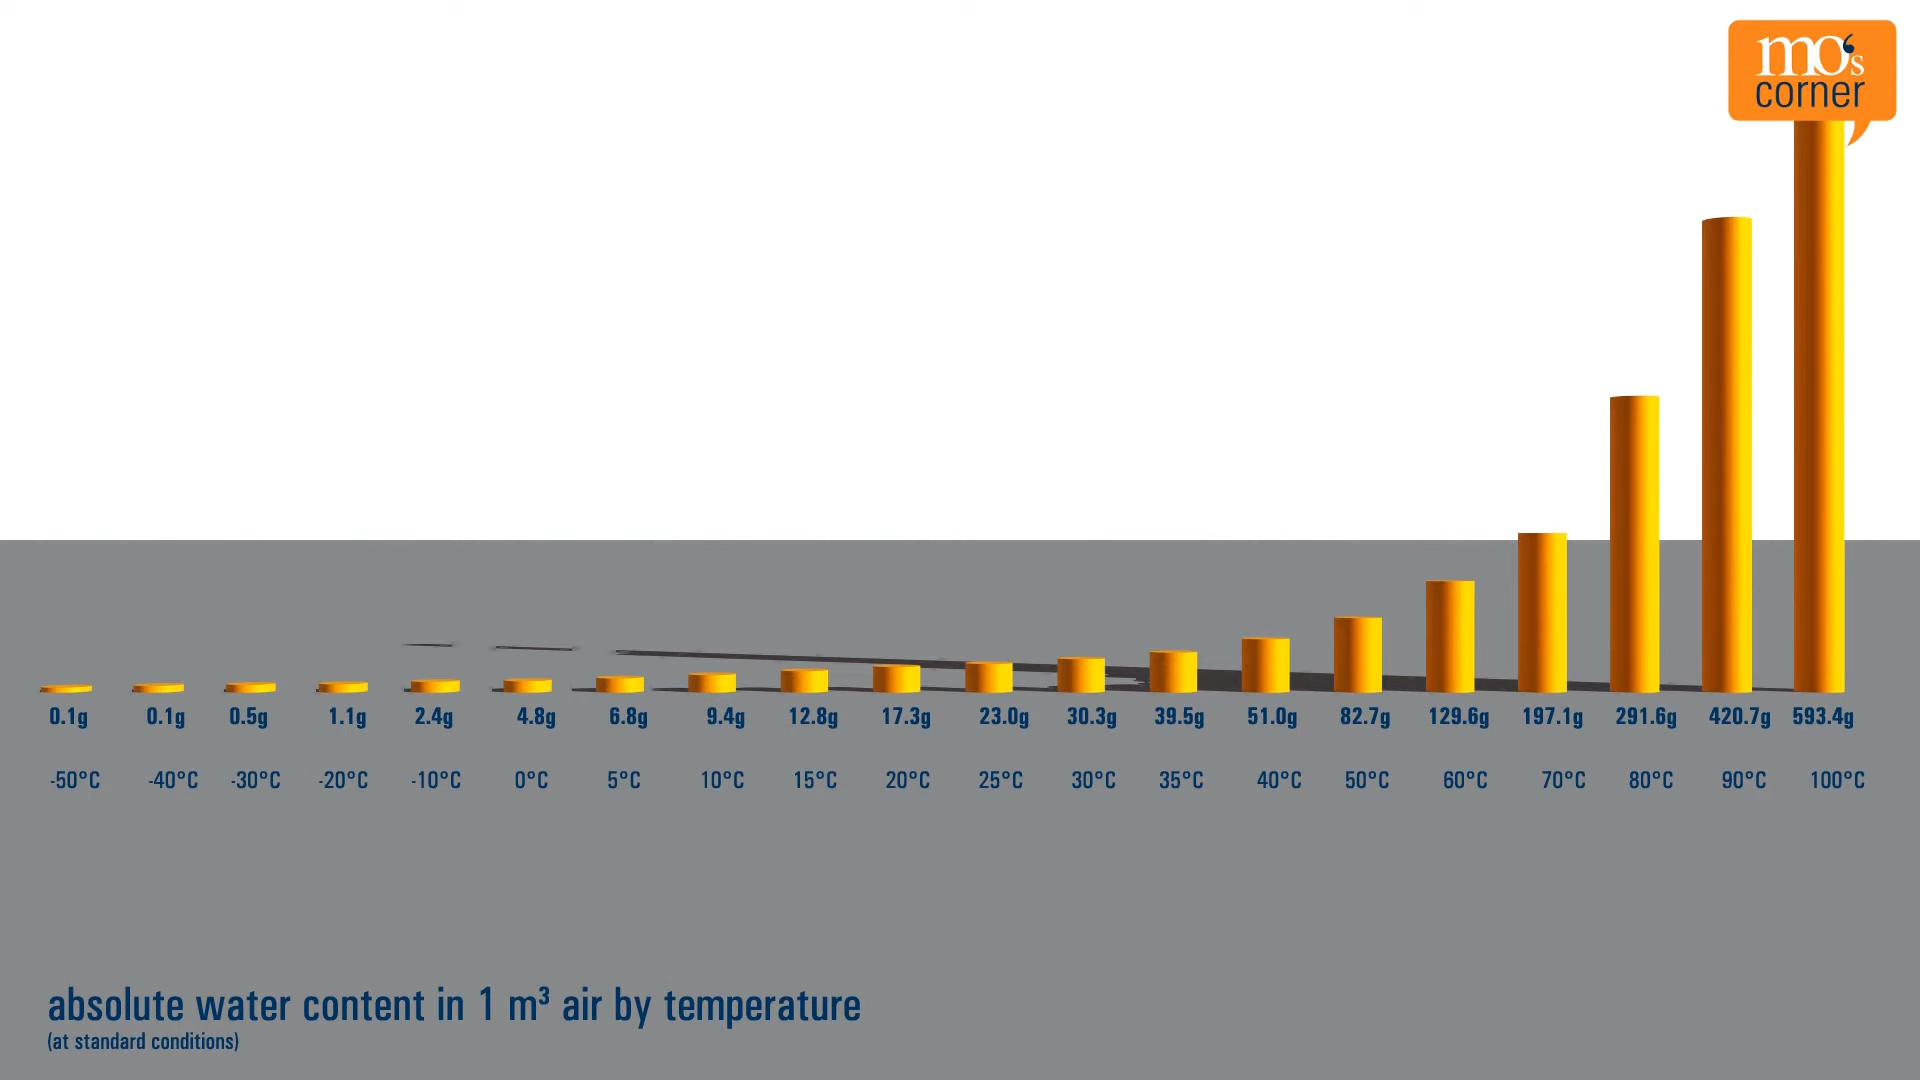 mo's
corner
0.1g 0.1g 0.5g 1.1g 2.4g 4.8g 6.8g 9.4g 12.8g 17.3g 23.0g 30.3g 39.5g 51.0g 82.7g 129.6g 197.1g 291.6g 420.7g 593.4g
-50°C -40°C -30°C -20°C -10°C 0°C 5°C 10°C 15°C 20°C 25°C 30°C 35°C 40°C 50°C 60°C 70°C 80°C 90°C 100°C
absolute water content in 1 m³ air by temperature
(at standard conditions)